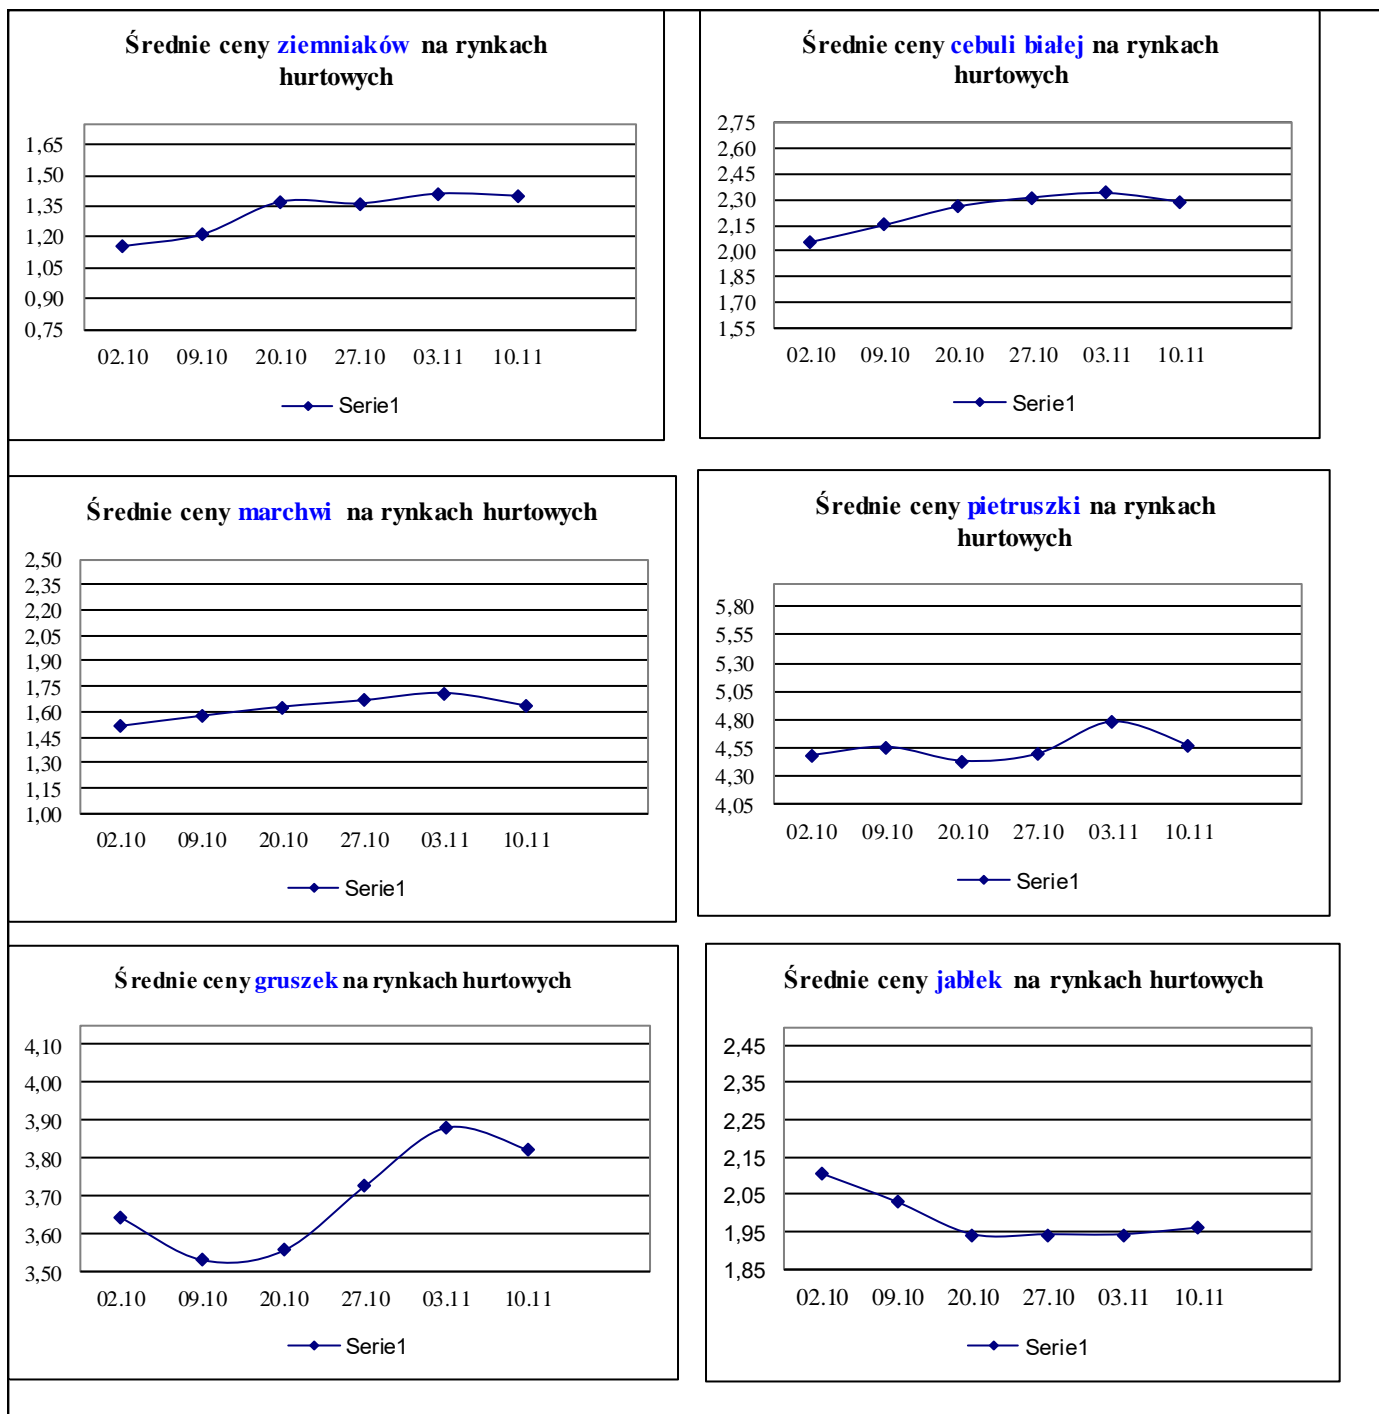 Średnie ceny ziemniaków na rynkach
hurtowych
1,65
1,50
1,35
1,20
1,05
0,90
0,75
02.10 09.10 20.10 27.10 03.11 10.11
Serie1
Średnie ceny cebuli białej na rynkach
hurtowych
2,75
2,60
2,45
2,30
2,15
2,00
1,85
1,70
1,55
02.10 09.10 20.10 27.10 03.11 10.11
Serie1
Średnie ceny marchwi na rynkach hurtowych
2,50
2,35
2,20
2,05
1,90
1,75
1,60
1,45
1,30
1,15
1,00
02.10 09.10 20.10 27.10 03.11 10.11
Serie1
Średnie ceny pietruszki na rynkach
hurtowych
5,80
5,55
5,30
5,05
4,80
4,55
4,30
4,05
02.10 09.10 20.10 27.10 03.11 10.11
Serie1
Średnie ceny gruszek na rynkach hurtowych
4,10
4,00
3,90
3,80
3,70
3,60
3,50
02.10 09.10 20.10 27.10 03.11 10.11
Serie1
Średnie ceny jabłek na rynkach hurtowych
2,45
2,35
2,25
2,15
2,05
1,95
1,85
02.10 09.10 20.10 27.10 03.11 10.11
Serie1